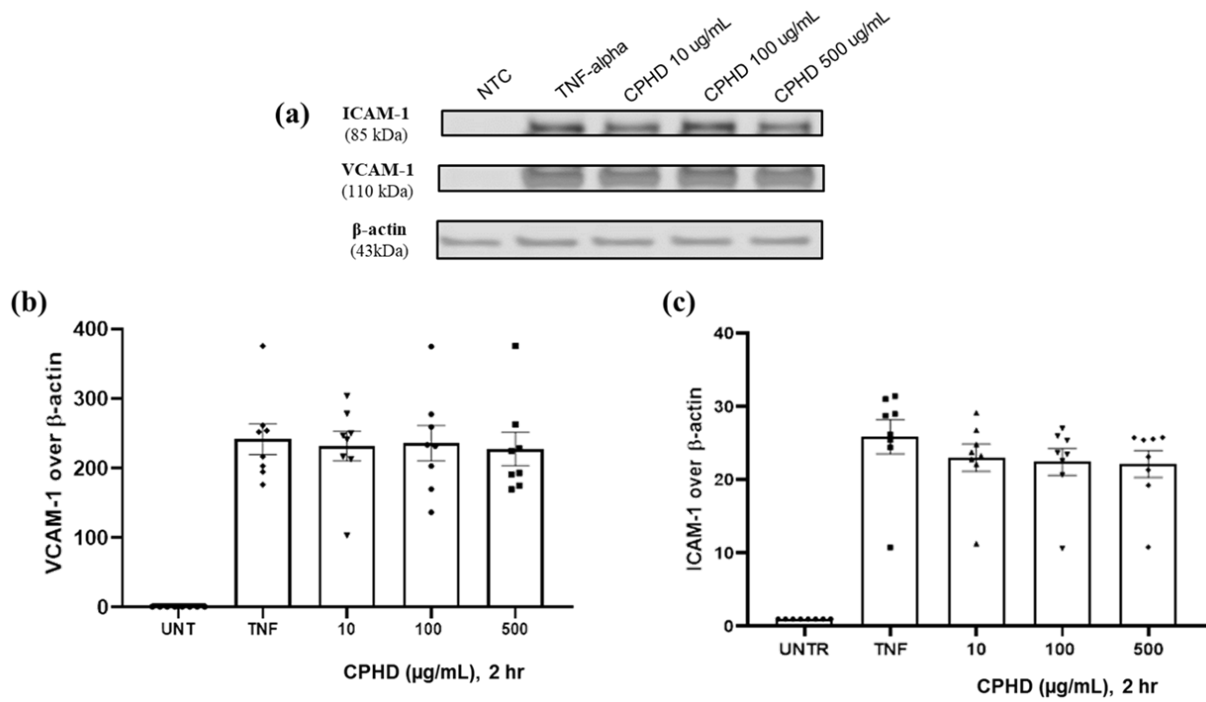 NTC
TNF-alpha
CPHD 10 ug/mL
CPHD 100 ug/mL
CPHD 500 ug/mL
(a)
ICAM-1
(85 kDa)
VCAM-1
(110 kDa)
β-actin
(43kDa)
(b)
VCAM-1 over β-actin
400
300
200
100
0
UNT TNF 10 100 500
CPHD (µg/mL), 2 hr
(c)
ICAM-1 over β-actin
40
30
20
10
0
UNTR TNF 10 100 500
CPHD (µg/mL), 2 hr